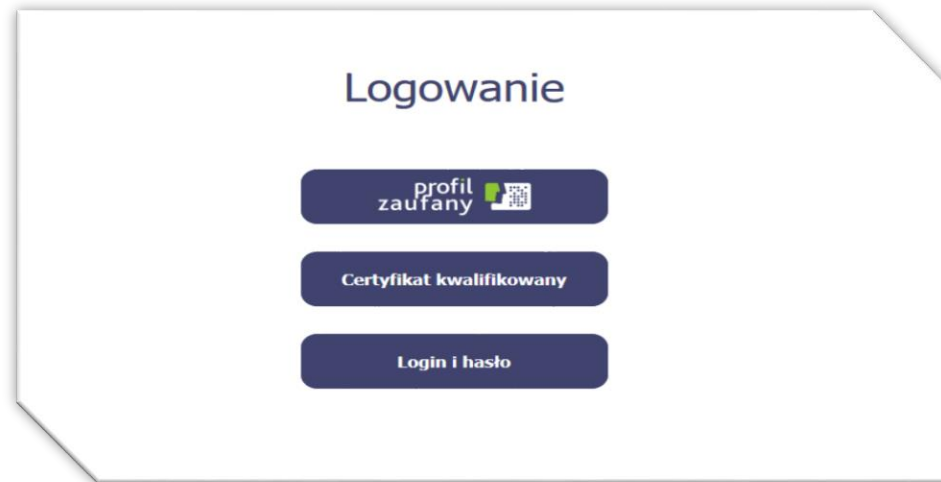 Logowanie
profil
zaufany
Certyfikat kwalifikowany
Login i hasło